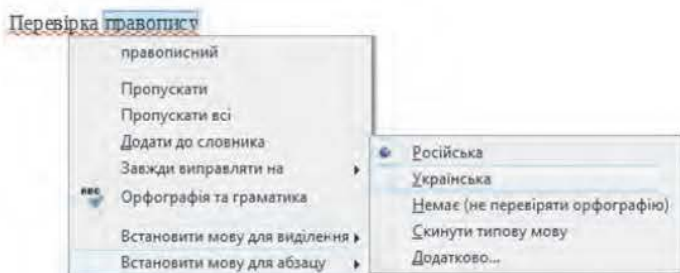 Перевірка правопису
правописний
Пропускати
Пропускати всі
Додати до словника
Завжди виправляти на
ABC Орфографія та граматика
Встановити мову для виділення
Встановити мову для абзацу
Російська
Українська
Немає (не перевіряти орфографію)
Скинути типову мову
Додатково...